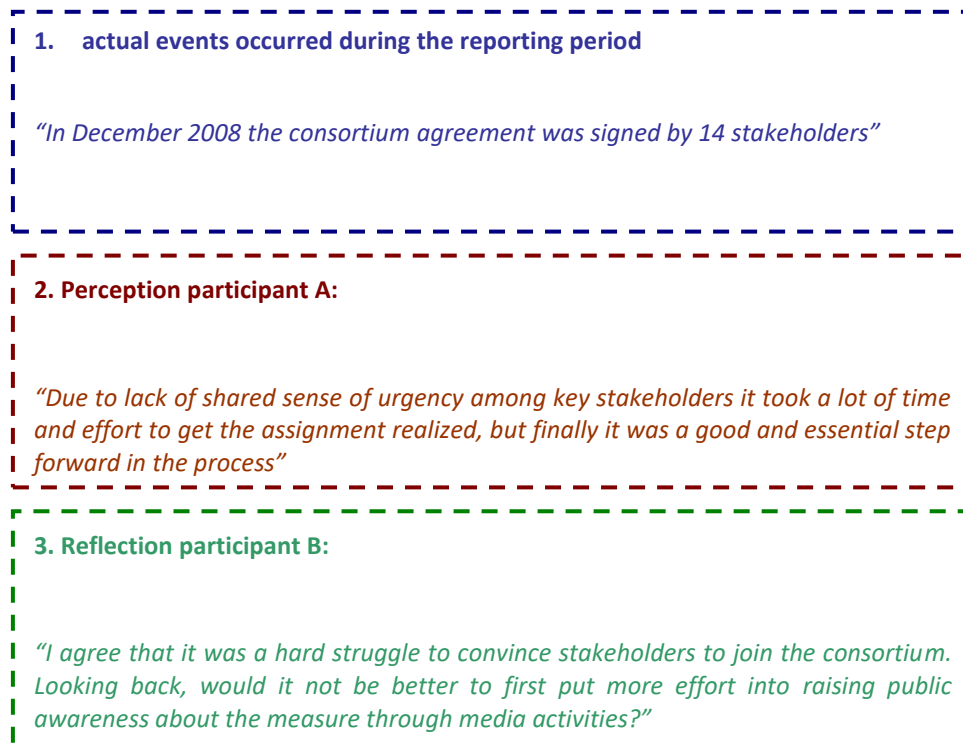 1. actual events occurred during the reporting period
“In December 2008 the consortium agreement was signed by 14 stakeholders”
2. Perception participant A:
“Due to lack of shared sense of urgency among key stakeholders it took a lot of time
and effort to get the assignment realized, but finally it was a good and essential step
forward in the process”
3. Reflection participant B:
“I agree that it was a hard struggle to convince stakeholders to join the consortium.
Looking back, would it not be better to first put more effort into raising public
awareness about the measure through media activities?”